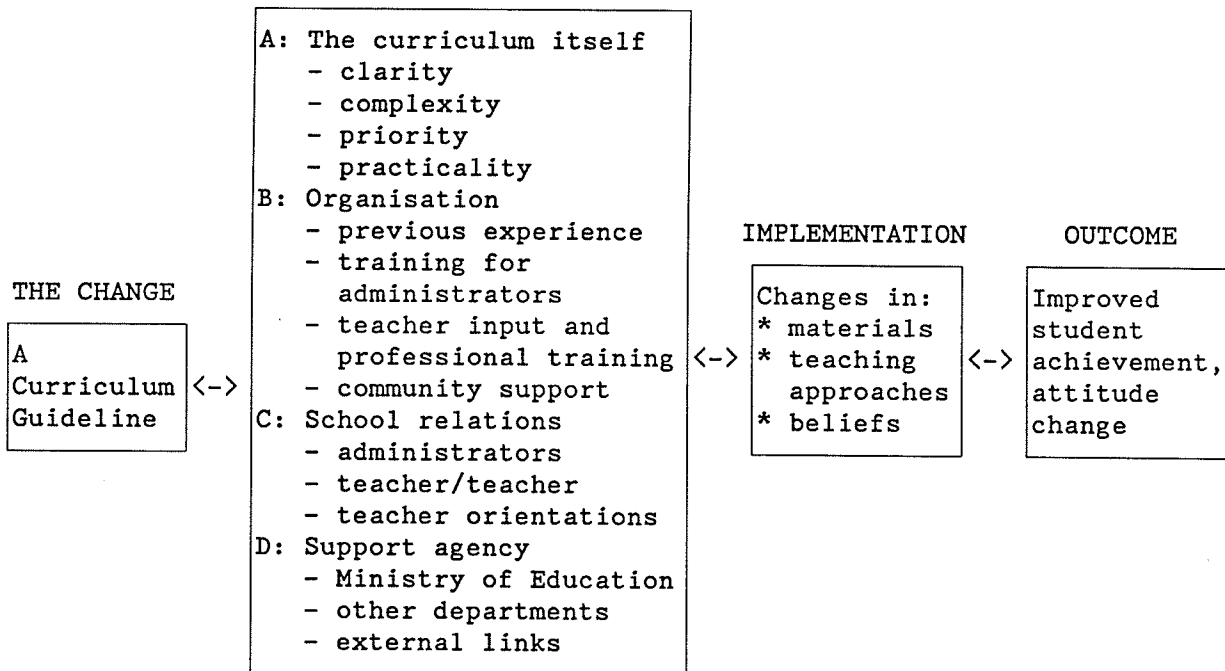 THE CHANGE
A
Curriculum
Guideline
<->
A: The curriculum itself
- clarity
- complexity
- priority
- practicality
B: Organisation
- previous experience
- training for
administrators
- teacher input and
professional training
- community support
C: School relations
- administrators
- teacher/teacher
- teacher orientations
D: Support agency
- Ministry of Education
- other departments
- external links
<->
IMPLEMENTATION
Changes in:
* materials
* teaching
approaches
* beliefs
<->
OUTCOME
Improved
student
achievement,
attitude
change